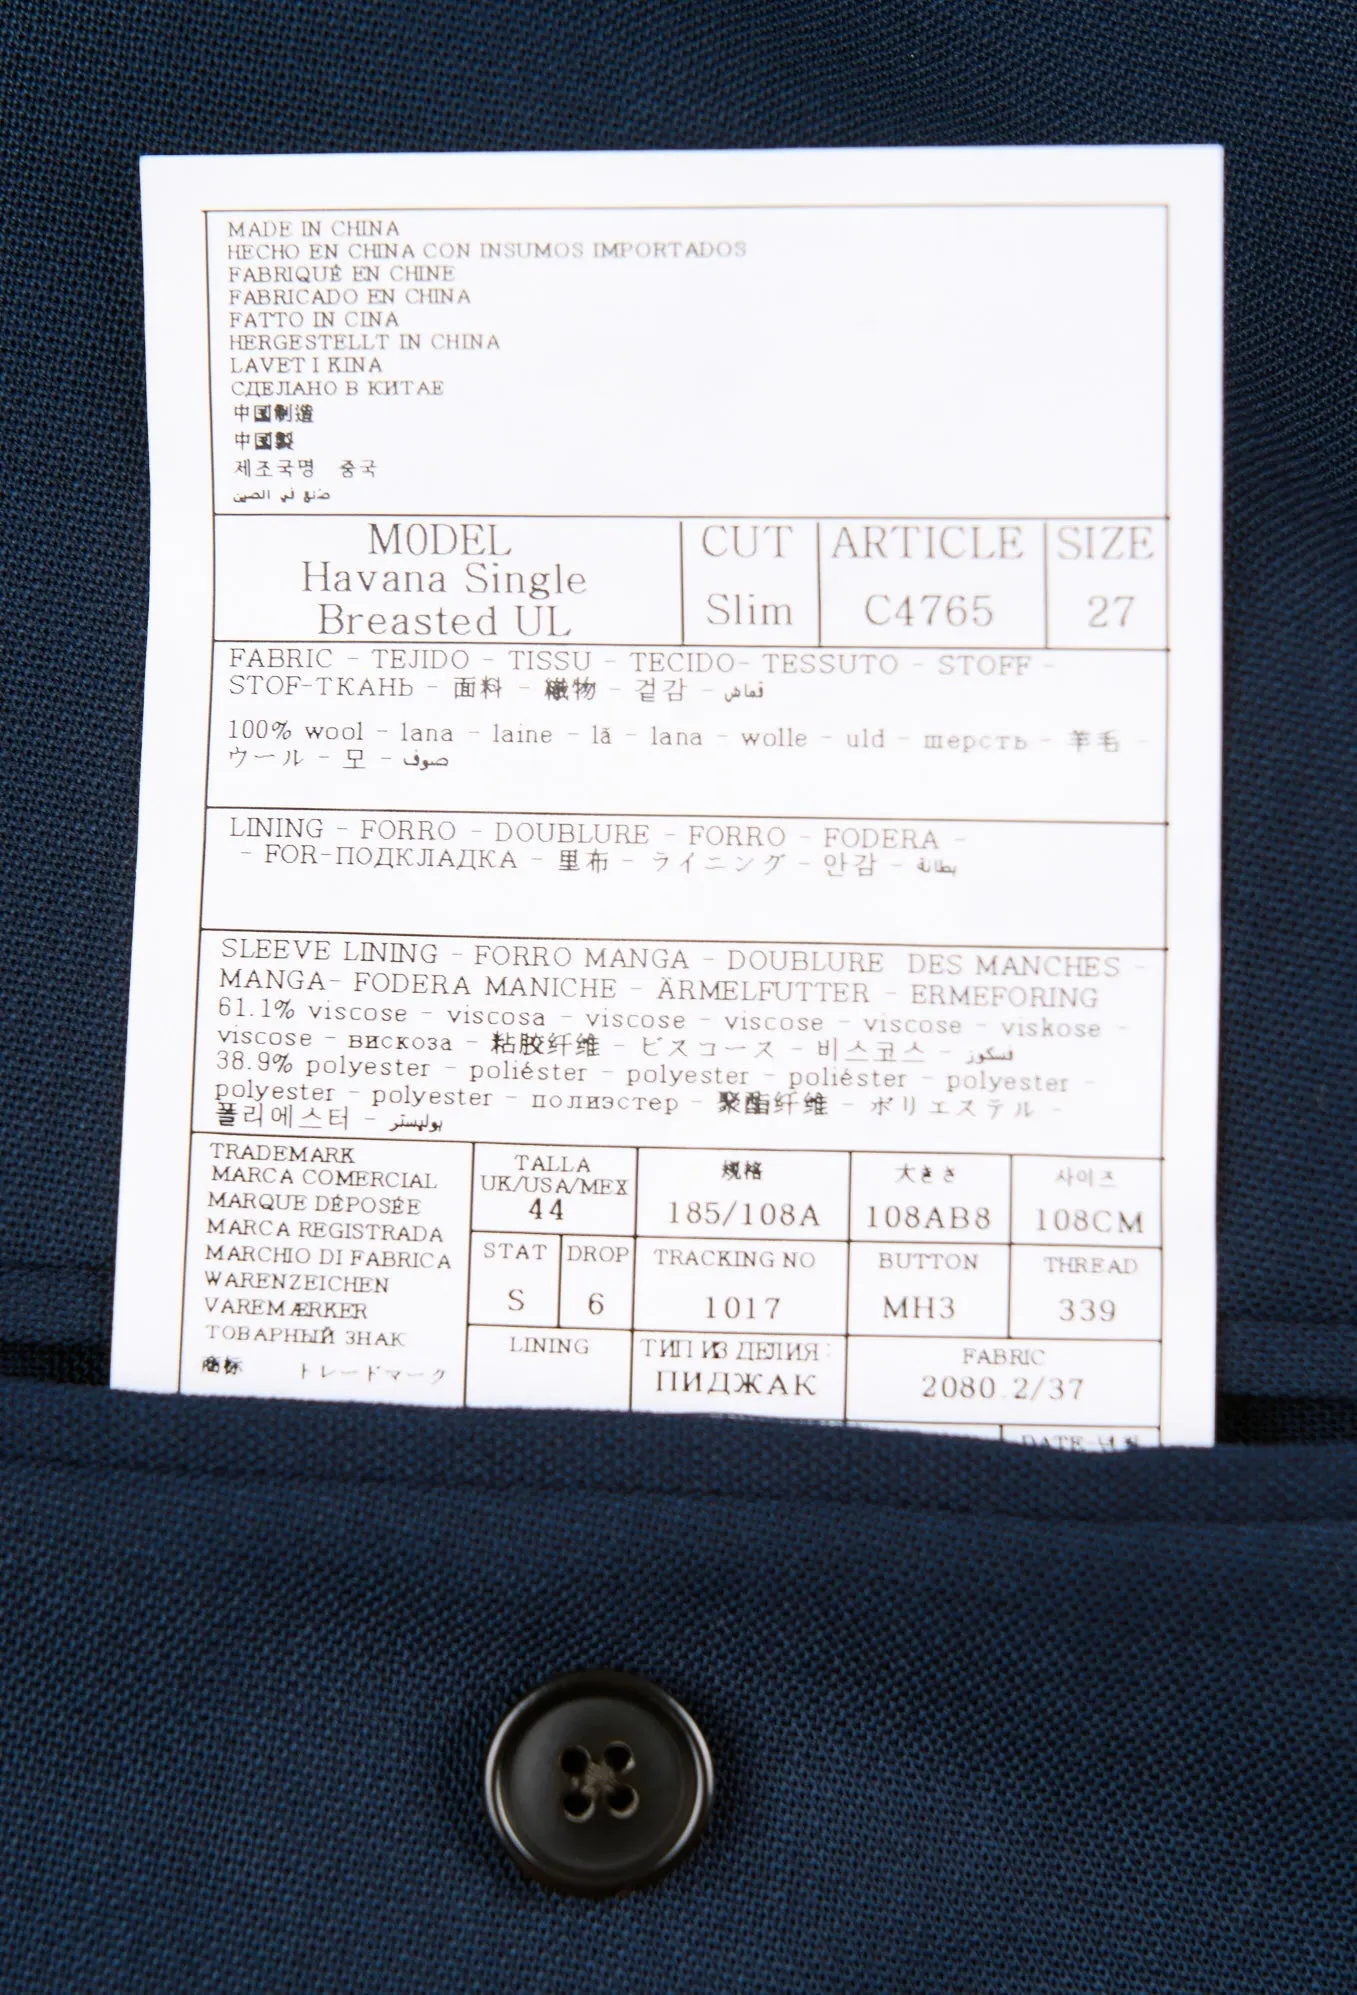 MADE IN CHINA
HECHO EN CHINA CON INSUMOS IMPORTADOS
FABRIQUÉ EN CHINE
FABRICADO EN CHINA
FATTO IN CINA
HERGESTELLT IN CHINA
LAVET I KINA
СДЕЛАНО В КИТАЕ
中国制造
中国製
제조국명 중국
صنع في الصين
MODEL
Havana Single
Breasted UL
CUT
Slim
ARTICLE
C4765
SIZE
27
FABRIC - TEJIDO - TISSU - TECIDO- TESSUTO - STOFF -
STOF-ТКАНЬ - 面料 - 織物 - 겉감 - قماش
100% wool - lana - laine - lã - lana - wolle - uld - шерсть - 羊毛 -
ウール - 모 - صوف
LINING - FORRO - DOUBLURE - FORRO - FODERA -
- FOR-ПОДКЛАДКА - 里布 - ライニング - 안감 - بطانة
SLEEVE LINING - FORRO MANGA - DOUBLURE DES MANCHES -
MANGA- FODERA MANICHE - ÄRMELFUTTER - ERMEFORING
61.1% viscose - viscosa - viscose - viscose - viscose - viskose -
viscose - вискоза - 粘胶纤维 - ビスコース - 비스코스 - فسكوز
38.9% polyester - poliéster - polyester - poliéster - polyester -
polyester - polyester - полиэстер - 聚酯纤维 - ポリエステル -
폴리에스터 - بوليستر
TRADEMARK
MARCA COMERCIAL
MARQUE DÉPOSÉE
MARCA REGISTRADA
MARCHIO DI FABRICA
WARENZEICHEN
VAREMÆRKER
ТОВАРНЫЙ ЗНАК
商标 トレードマーク
TALLA
UK/USA/MEX
44
规格
185/108A
大きさ
108AB8
사이즈
108CM
STAT
S
DROP
6
TRACKING NO
1017
BUTTON
MH3
THREAD
339
LINING
ТИП ИЗДЕЛИЯ:
ПИДЖАК
FABRIC
2080.2/37
DATE-